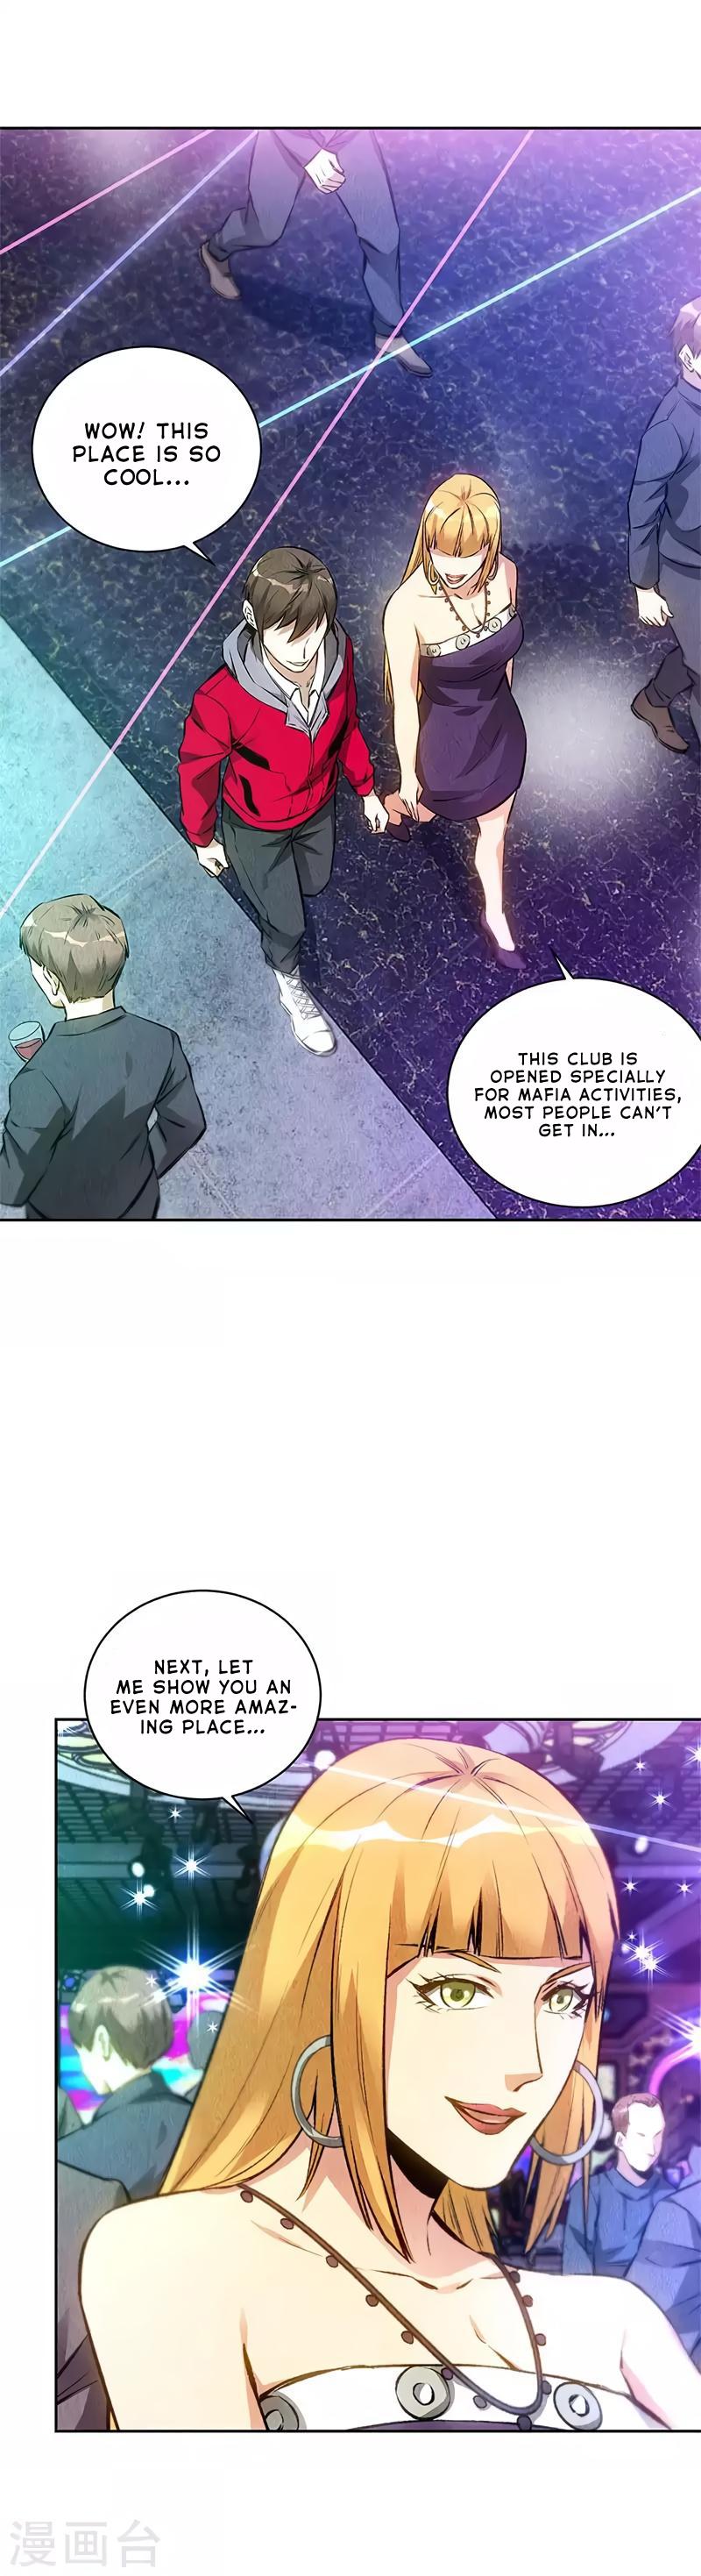 WOW! THIS
PLACE IS SO
COOL...
THIS CLUB IS
OPENED SPECIALLY
FOR MAFIA ACTIVITIES,
MOST PEOPLE CAN'T
GET IN...
NEXT, LET
ME SHOW YOU AN
EVEN MORE AMAZ-
ING PLACE...
漫画台